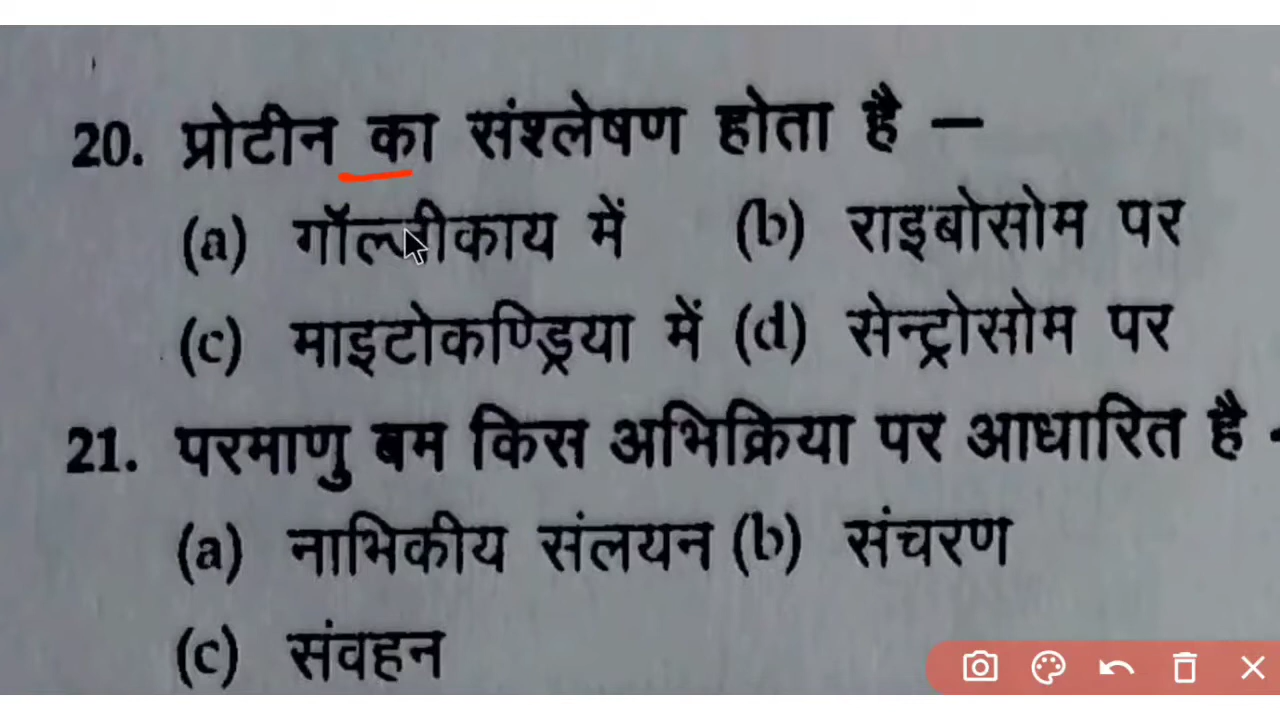 20. प्रोटीन का संश्लेषण होता है –
(a) गॉल्जीकाय में (b) राइबोसोम पर
(c) माइटोकण्ड्रिया में (d) सेन्ट्रोसोम पर
21. परमाणु बम किस अभिक्रिया पर आधारित है -
(a) नाभिकीय संलयन (b) संचरण
(c) संवहन